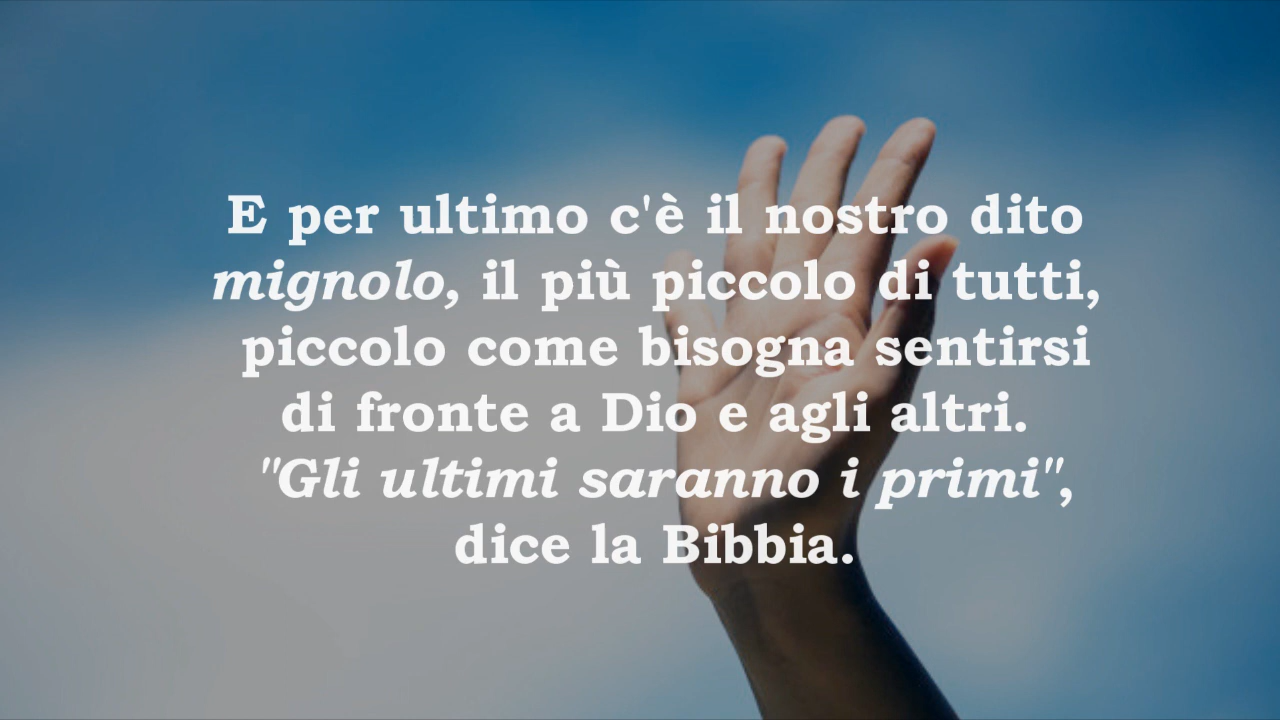 E per ultimo c'è il nostro dito
mignolo, il più piccolo di tutti,
piccolo come bisogna sentirsi
di fronte a Dio e agli altri.
"Gli ultimi saranno i primi",
dice la Bibbia.